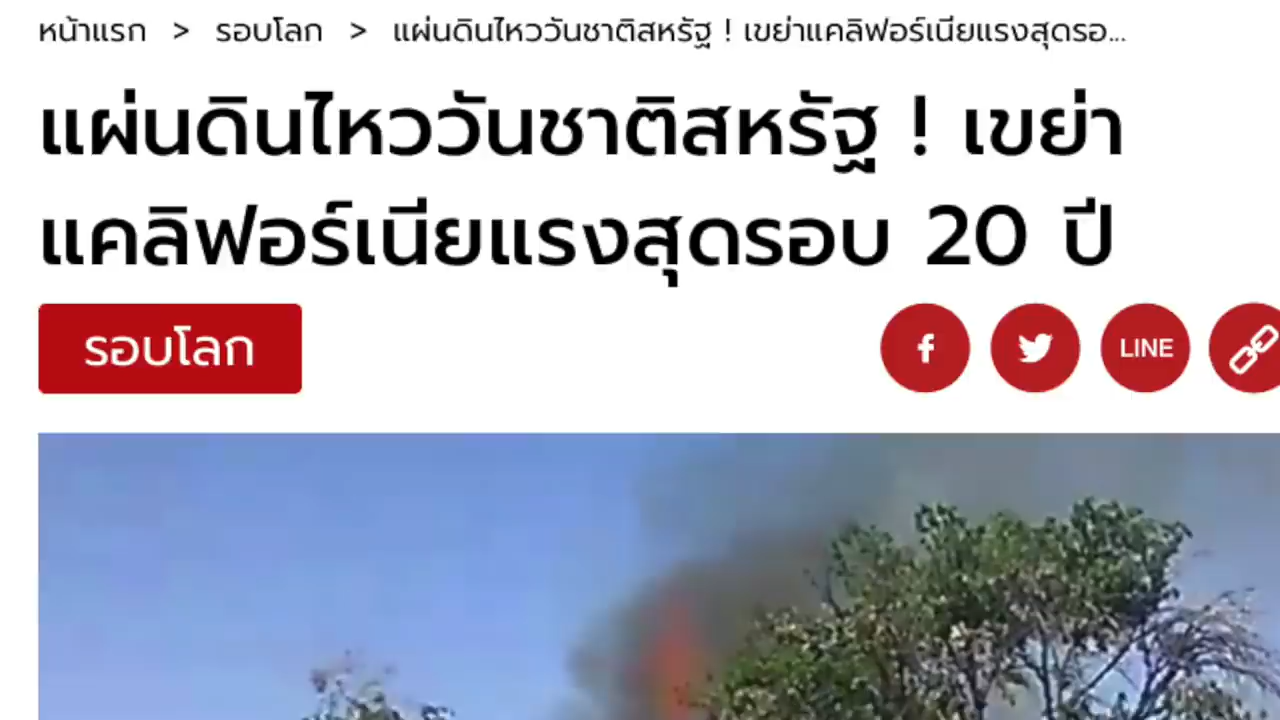 หน้าแรก > รอบโลก > แผ่นดินไหววันชาติสหรัฐ ! เขย่าแคลิฟอร์เนียแรงสุดรอ...
แผ่นดินไหววันชาติสหรัฐ ! เขย่า
แคลิฟอร์เนียแรงสุดรอบ 20 ปี
รอบโลก
LINE